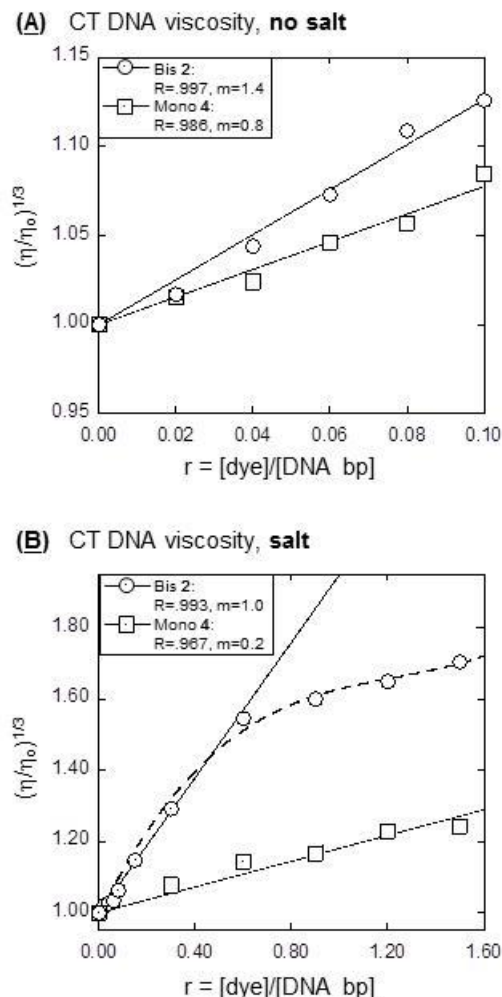 (A) CT DNA viscosity, no salt
1.15
1.10
1.05
1.00
0.95
(η/ηo)1/3
Bis 2:
R=.997, m=1.4
Mono 4:
R=.986, m=0.8
0.00 0.02 0.04 0.06 0.08 0.10
r = [dye]/[DNA bp]
(B) CT DNA viscosity, salt
1.80
1.60
1.40
1.20
1.00
(η/ηo)1/3
Bis 2:
R=.993, m=1.0
Mono 4:
R=.967, m=0.2
0.00 0.40 0.80 1.20 1.60
r = [dye]/[DNA bp]